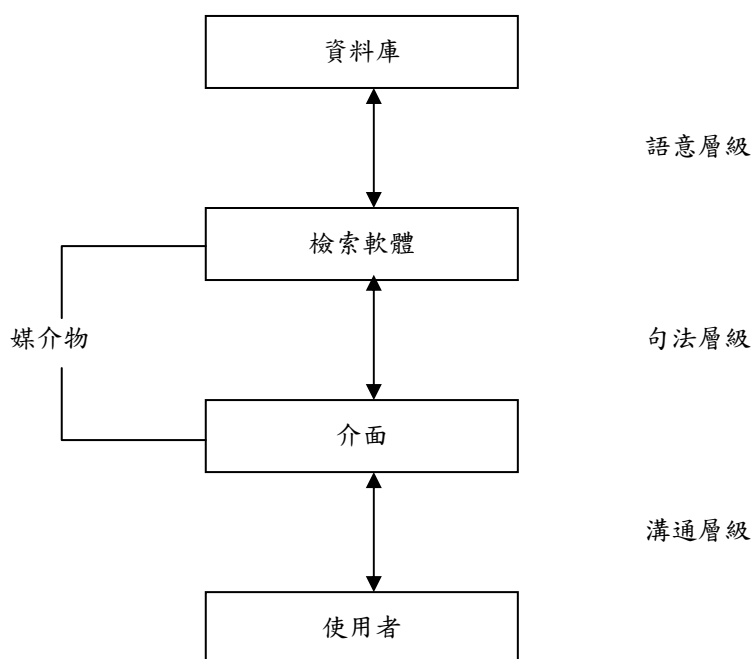 資料庫
語意層級
檢索軟體
媒介物
句法層級
介面
溝通層級
使用者